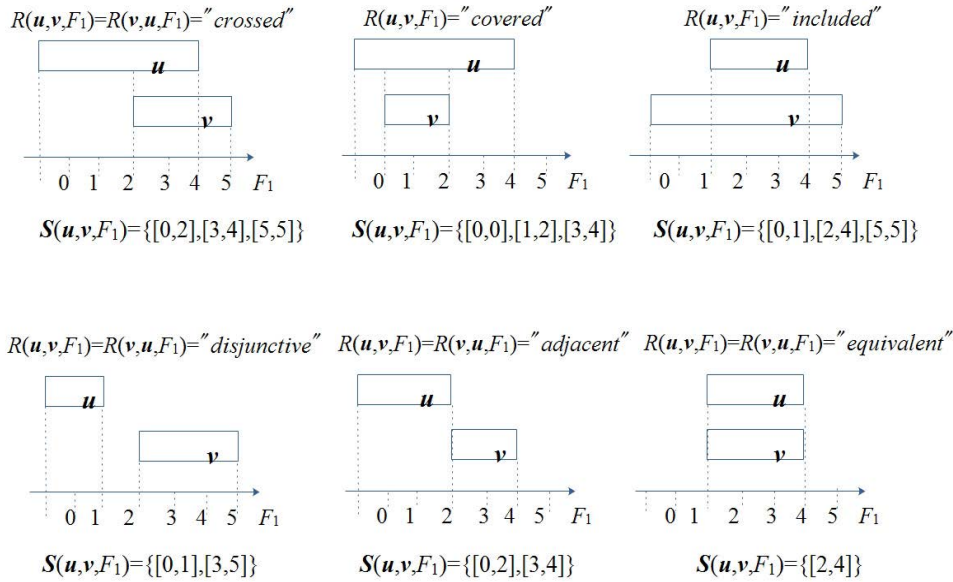 R(u,v,F1)=R(v,u,F1)="crossed" R(u,v,F1)="covered" R(u,v,F1)="included"
u u u
v v v
0 1 2 3 4 5 F1 0 1 2 3 4 5 F1 0 1 2 3 4 5 F1
S(u,v,F1)={[0,2],[3,4],[5,5]} S(u,v,F1)={[0,0],[1,2],[3,4]} S(u,v,F1)={[0,1],[2,4],[5,5]}
R(u,v,F1)=R(v,u,F1)="disjunctive" R(u,v,F1)=R(v,u,F1)="adjacent" R(u,v,F1)=R(v,u,F1)="equivalent"
u u u
v v v
0 1 2 3 4 5 F1 0 1 2 3 4 5 F1 0 1 2 3 4 5 F1
S(u,v,F1)={[0,1],[3,5]} S(u,v,F1)={[0,2],[3,4]} S(u,v,F1)={[2,4]}